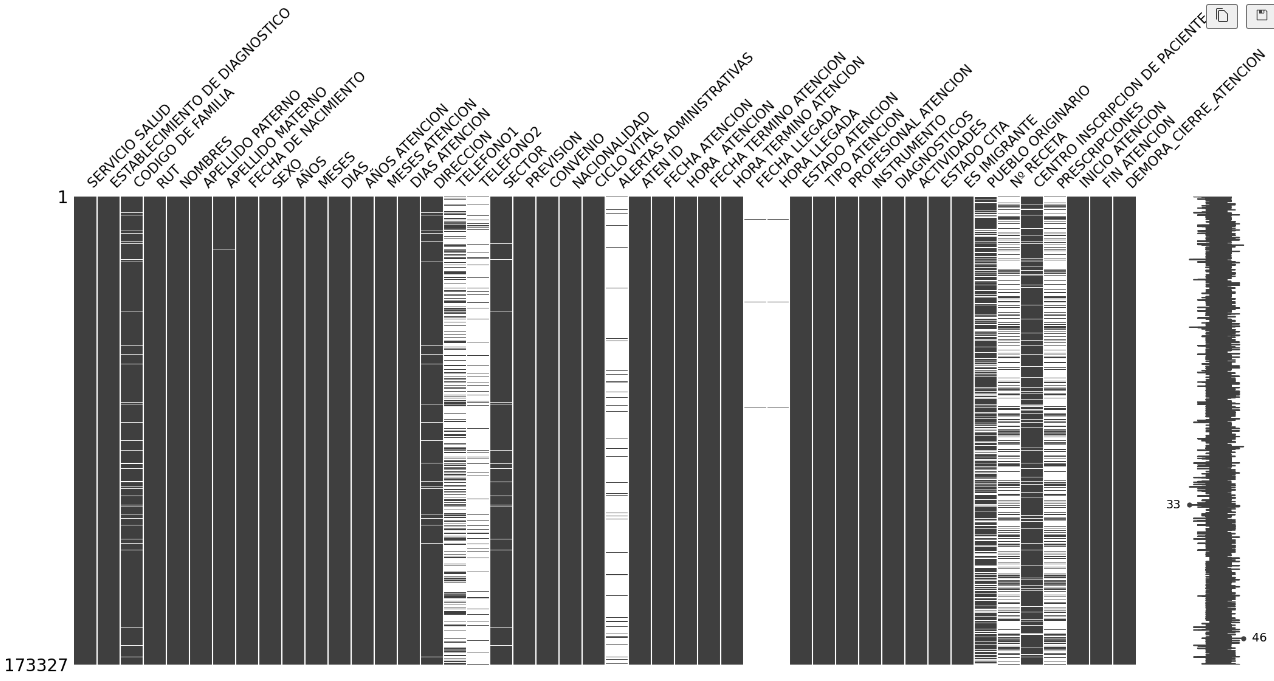 SERVICIO SALUD
ESTABLECIMIENTO DE DIAGNOSTICO
CODIGO DE FAMILIA
RUT
NOMBRES
APELLIDO PATERNO
APELLIDO MATERNO
FECHA DE NACIMIENTO
SEXO
AÑOS
MESES
DIAS
AÑOS ATENCION
MESES ATENCION
DIAS ATENCION
DIRECCION
TELEFONO1
TELEFONO2
SECTOR
PREVISION
CONVENIO
NACIONALIDAD
CICLO VITAL
ALERTAS ADMINISTRATIVAS
ATEN ID
FECHA ATENCION
HORA ATENCION
FECHA TERMINO ATENCION
HORA TERMINO ATENCION
FECHA LLEGADA
HORA LLEGADA
ESTADO ATENCION
TIPO ATENCION
PROFESIONAL ATENCION
INSTRUMENTO
DIAGNOSTICOS
ACTIVIDADES
ESTADO CITA
ES IMIGRANTE
PUEBLO ORIGINARIO
Nº RECETA
CENTRO INSCRIPCION DE PACIENTE
PRESCRIPCIONES
INICIO ATENCION
FIN ATENCION
DEMORA_CIERRE_ATENCION
1
33
46
173327